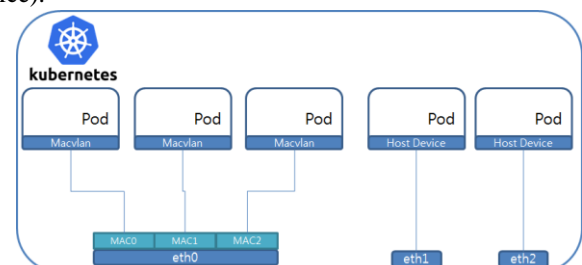 ice).
kubernetes
Pod Pod Pod Pod Pod
Macvlan Macvlan Macvlan Host Device Host Device
MAC0 MAC1 MAC2
eth0 eth1 eth2